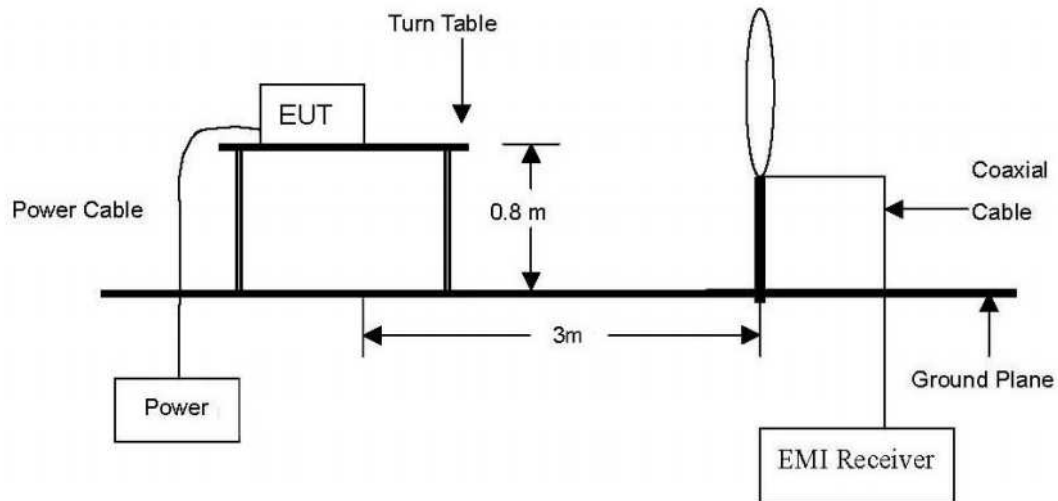 Turn Table
EUT
Coaxial
Power Cable
0.8 m
Cable
3m
Ground Plane
Power
EMI Receiver